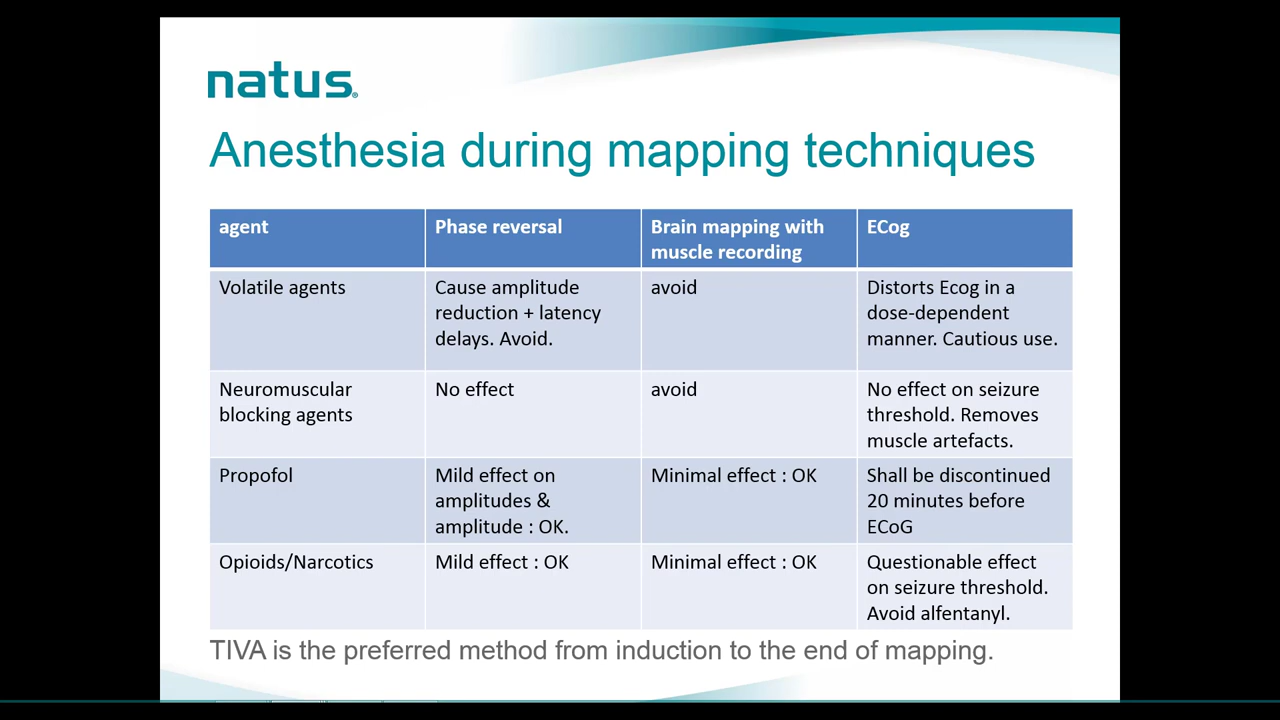 natus
Anesthesia during mapping techniques
agent
Phase reversal
Brain mapping with
muscle recording
ECog
Volatile agents
Cause amplitude
reduction + latency
delays. Avoid.
avoid
Distorts Ecog in a
dose-dependent
manner. Cautious use.
Neuromuscular
blocking agents
No effect
avoid
No effect on seizure
threshold. Removes
muscle artefacts.
Propofol
Mild effect on
amplitudes &
amplitude : OK.
Minimal effect : OK
Shall be discontinued
20 minutes before
ECoG
Opioids/Narcotics
Mild effect : OK
Minimal effect : OK
Questionable effect
on seizure threshold.
Avoid alfentanyl.
TIVA is the preferred method from induction to the end of mapping.